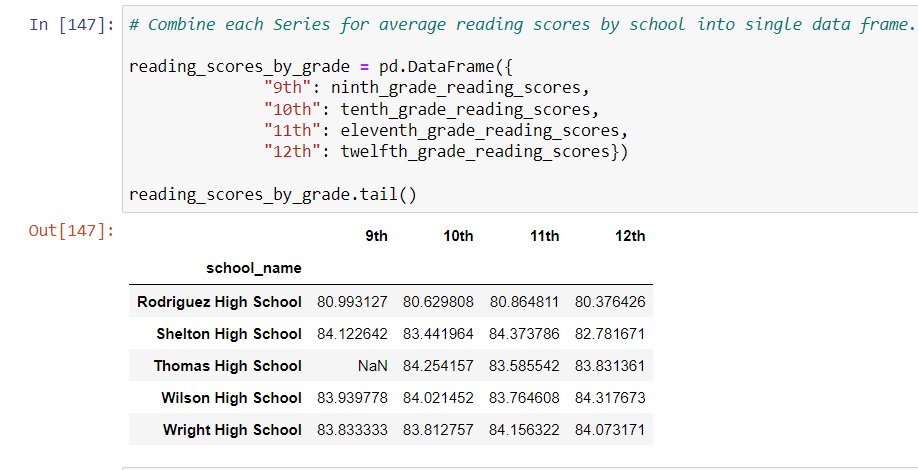 In [147]: # Combine each Series for average reading scores by school into single data frame.
reading_scores_by_grade = pd.DataFrame({
"9th": ninth_grade_reading_scores,
"10th": tenth_grade_reading_scores,
"11th": eleventh_grade_reading_scores,
"12th": twelfth_grade_reading_scores})
reading_scores_by_grade.tail()
Out[147]:
9th 10th 11th 12th
school_name
Rodriguez High School 80.993127 80.629808 80.864811 80.376426
Shelton High School 84.122642 83.441964 84.373786 82.781671
Thomas High School NaN 84.254157 83.585542 83.831361
Wilson High School 83.939778 84.021452 83.764608 84.317673
Wright High School 83.833333 83.812757 84.156322 84.073171